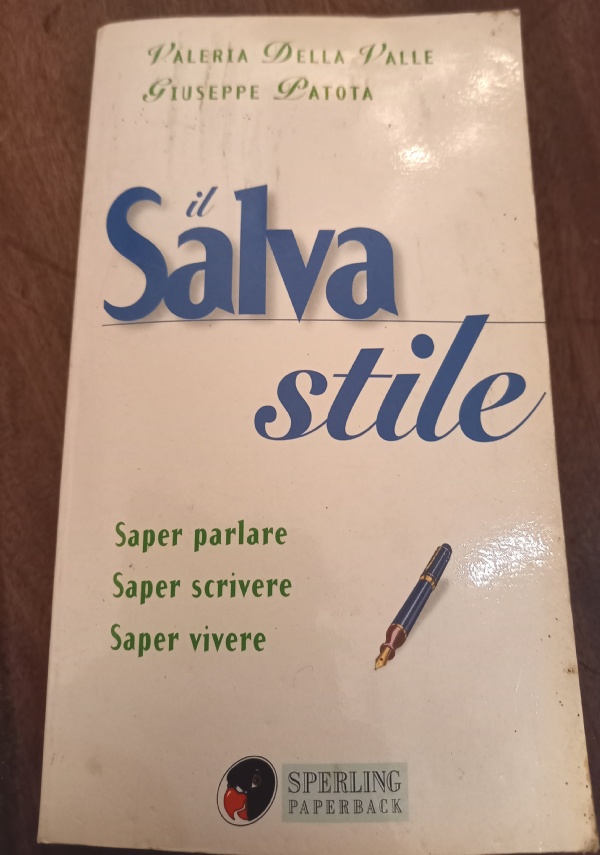 Valeria Della Valle
Giuseppe Patota
il
Salva
stile
Saper parlare
Saper scrivere
Saper vivere
SPERLING
PAPERBACK